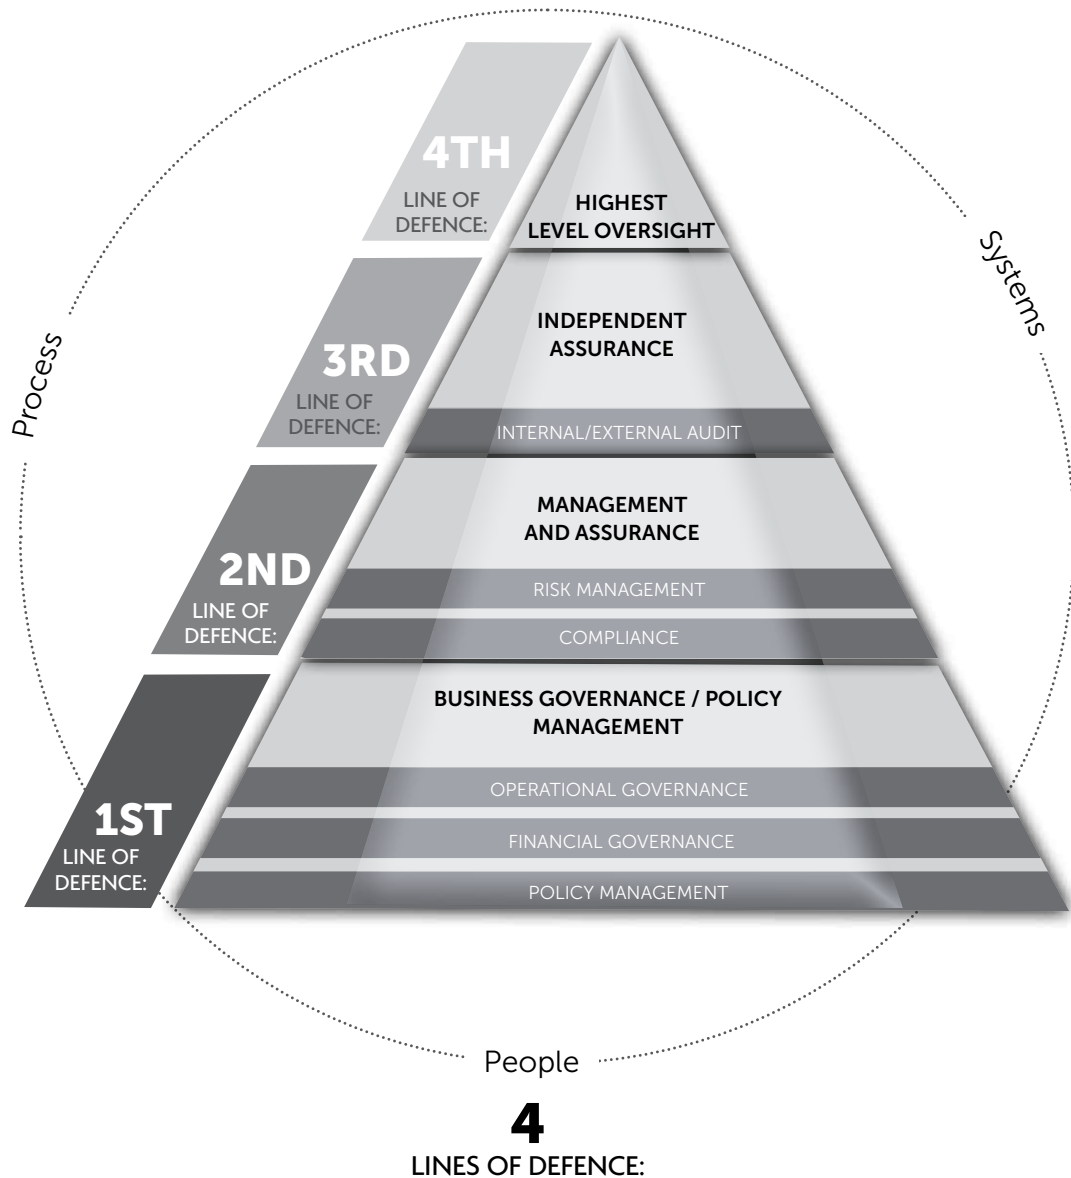 4TH
LINE OF
DEFENCE:
HIGHEST
LEVEL OVERSIGHT
Systems
Process
3RD
LINE OF
DEFENCE:
INDEPENDENT
ASSURANCE
INTERNAL/EXTERNAL AUDIT
2ND
LINE OF
DEFENCE:
MANAGEMENT
AND ASSURANCE
RISK MANAGEMENT
COMPLIANCE
1ST
LINE OF
DEFENCE:
BUSINESS GOVERNANCE / POLICY
MANAGEMENT
OPERATIONAL GOVERNANCE
FINANCIAL GOVERNANCE
POLICY MANAGEMENT
People
4
LINES OF DEFENCE: